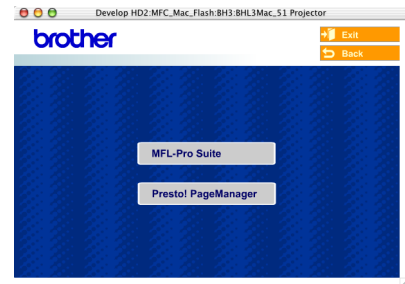 Develop HD2:MFC_Mac_Flash:BH3:BHL3Mac_51 Projector
brother
Exit
Back
MFL-Pro Suite
Presto! PageManager